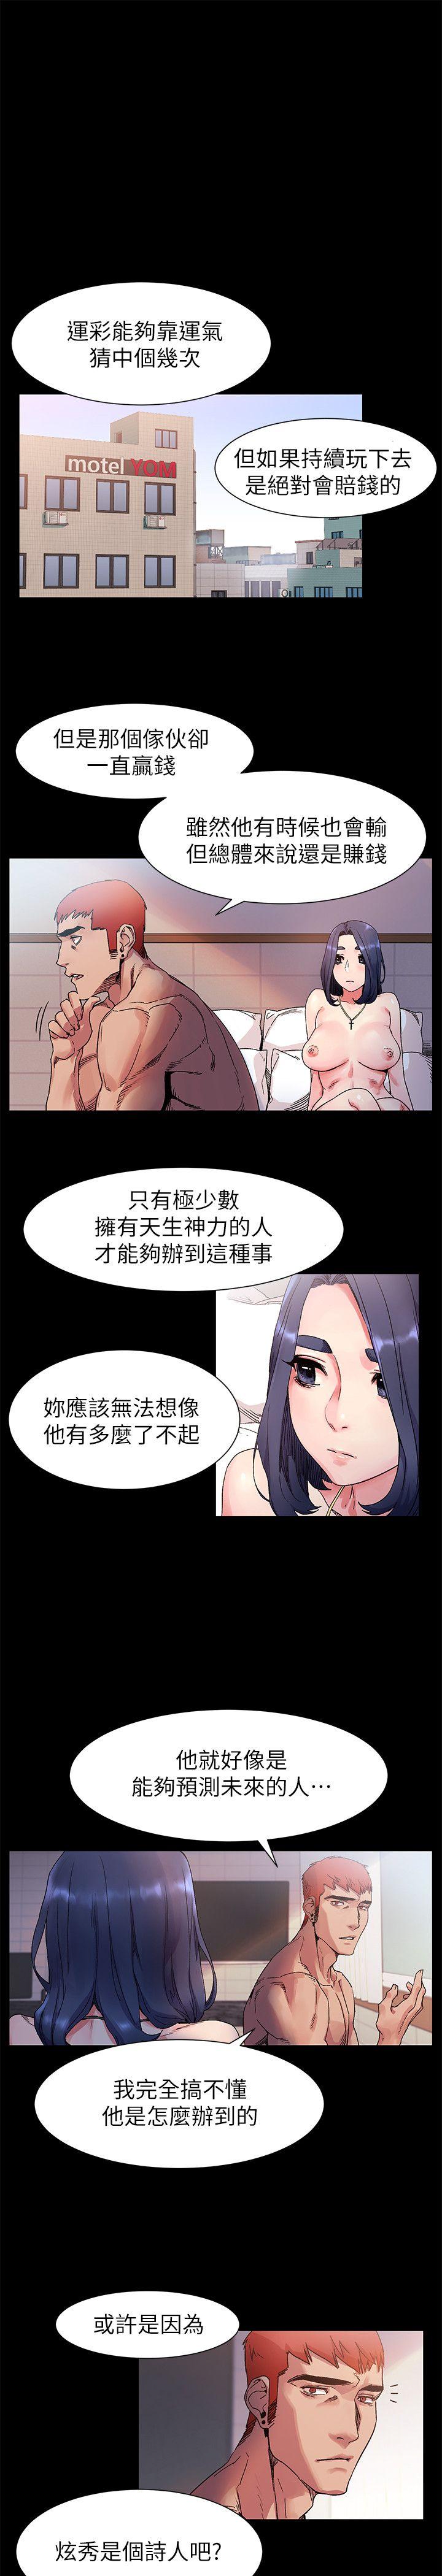 運彩能夠靠運氣
猜中個幾次
motel YOM
但如果持續玩下去
是絕對會賠錢的
但是那個傢伙卻
一直贏錢
雖然他有時候也會輸
但總體來說還是賺錢
只有極少數
擁有天生神力的人
才能夠辦到這種事
妳應該無法想像
他有多麼了不起
他就好像是
能夠預測未來的人…
我完全搞不懂
他是怎麼辦到的
或許是因為
炫秀是個詩人吧?